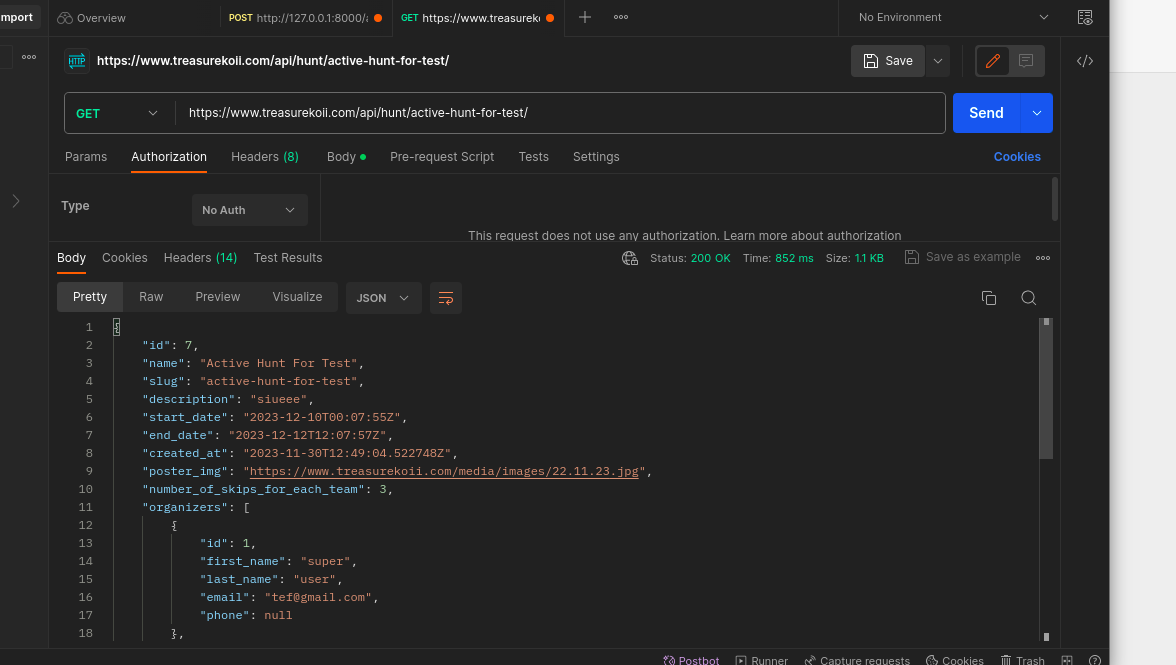 mport
Overview
POST http://127.0.0.1:8000/
GET https://www.treasurek
No Environment
HTTP https://www.treasurekoii.com/api/hunt/active-hunt-for-test/
Save
GET
https://www.treasurekoii.com/api/hunt/active-hunt-for-test/
Send
Params Authorization Headers (8) Body Pre-request Script Tests Settings Cookies
Type
No Auth
This request does not use any authorization. Learn more about authorization
Body Cookies Headers (14) Test Results Status: 200 OK Time: 852 ms Size: 1.1 KB Save as example
Pretty Raw Preview Visualize JSON
1 {
2 "id": 7,
3 "name": "Active Hunt For Test",
4 "slug": "active-hunt-for-test",
5 "description": "siueee",
6 "start_date": "2023-12-10T00:07:55Z",
7 "end_date": "2023-12-12T12:07:57Z",
8 "created_at": "2023-11-30T12:49:04.522748Z",
9 "poster_img": "https://www.treasurekoii.com/media/images/22.11.23.jpg",
10 "number_of_skips_for_each_team": 3,
11 "organizers": [
12 {
13 "id": 1,
14 "first_name": "super",
15 "last_name": "user",
16 "email": "tef@gmail.com",
17 "phone": null
18 },
Postbot Runner Capture requests Cookies Trash